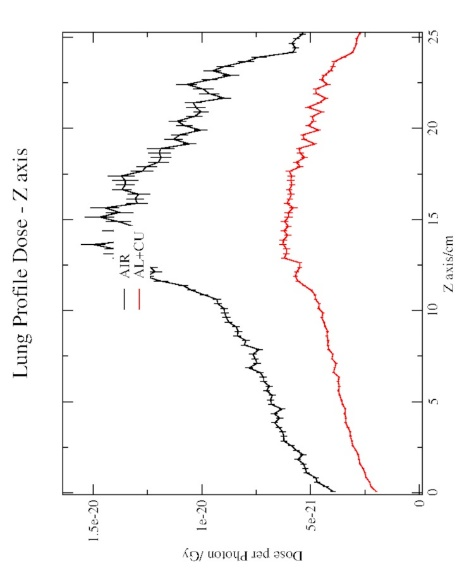 Lung Profile Dose - Z axis
1.5e-20
1e-20
5e-21
0
Dose per Photon /Gy
AIR
AL+CU
0
5
10
15
20
25
Z axis/cm